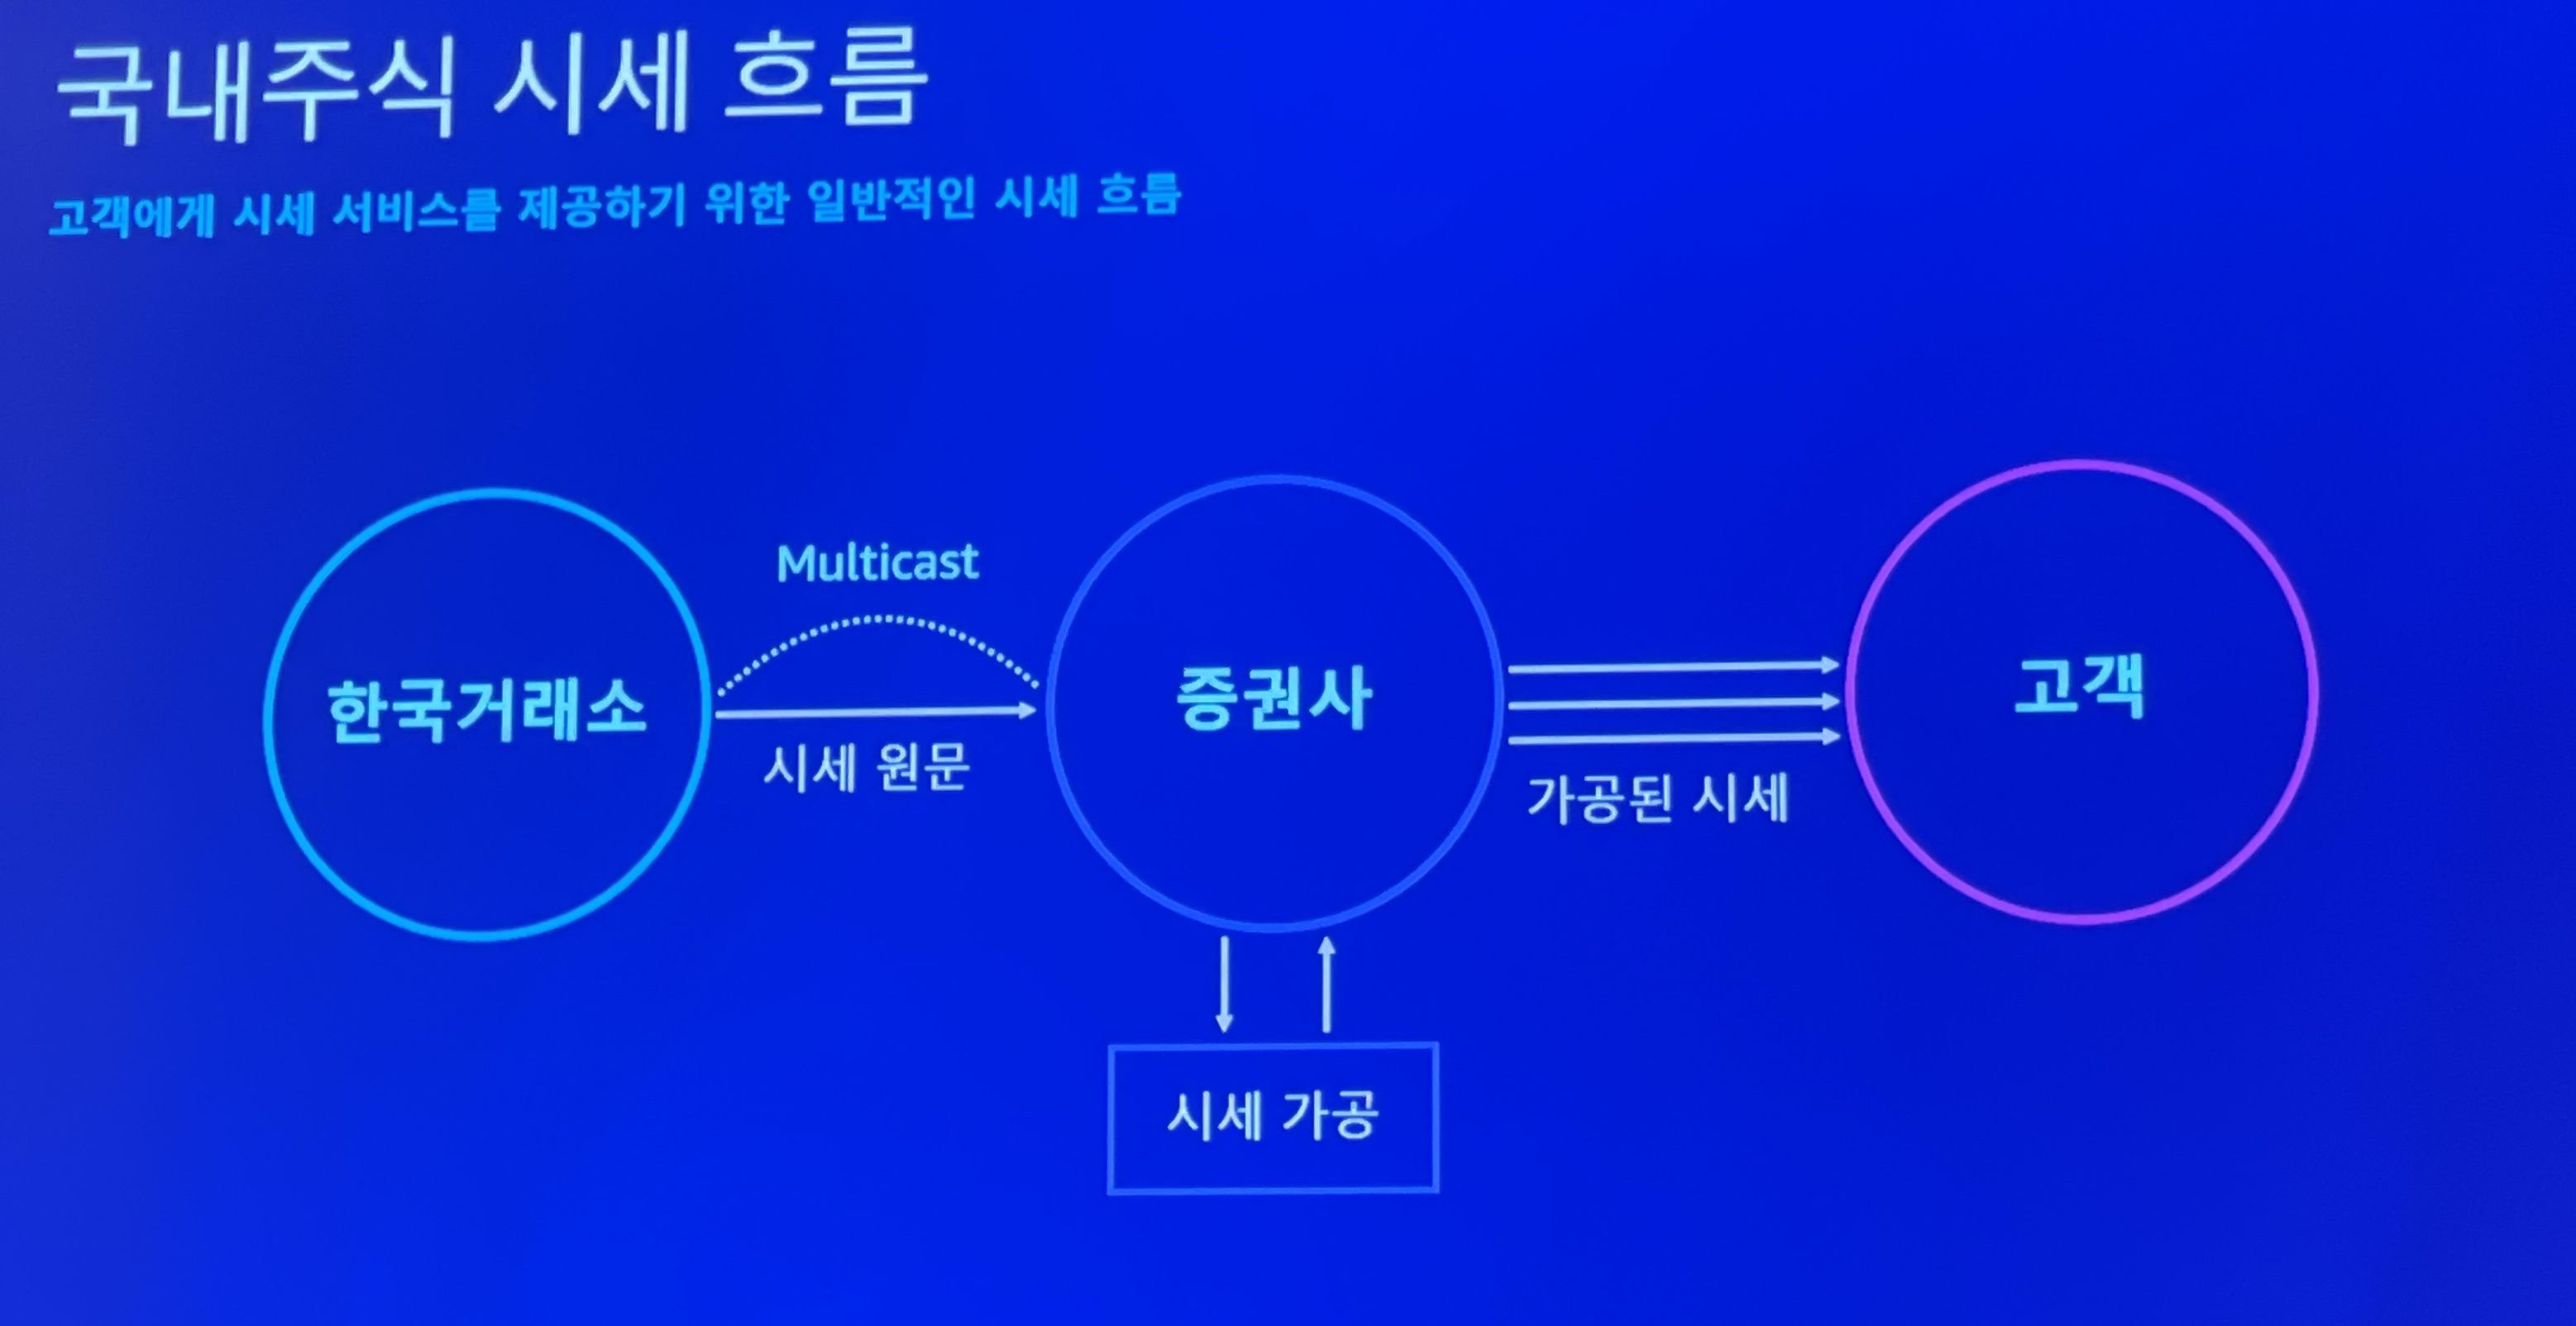 국내주식 시세 흐름
고객에게 시세 서비스를 제공하기 위한 일반적인 시세 흐름
Multicast
한국거래소
증권사
고객
시세 원문
가공된 시세
시세 가공